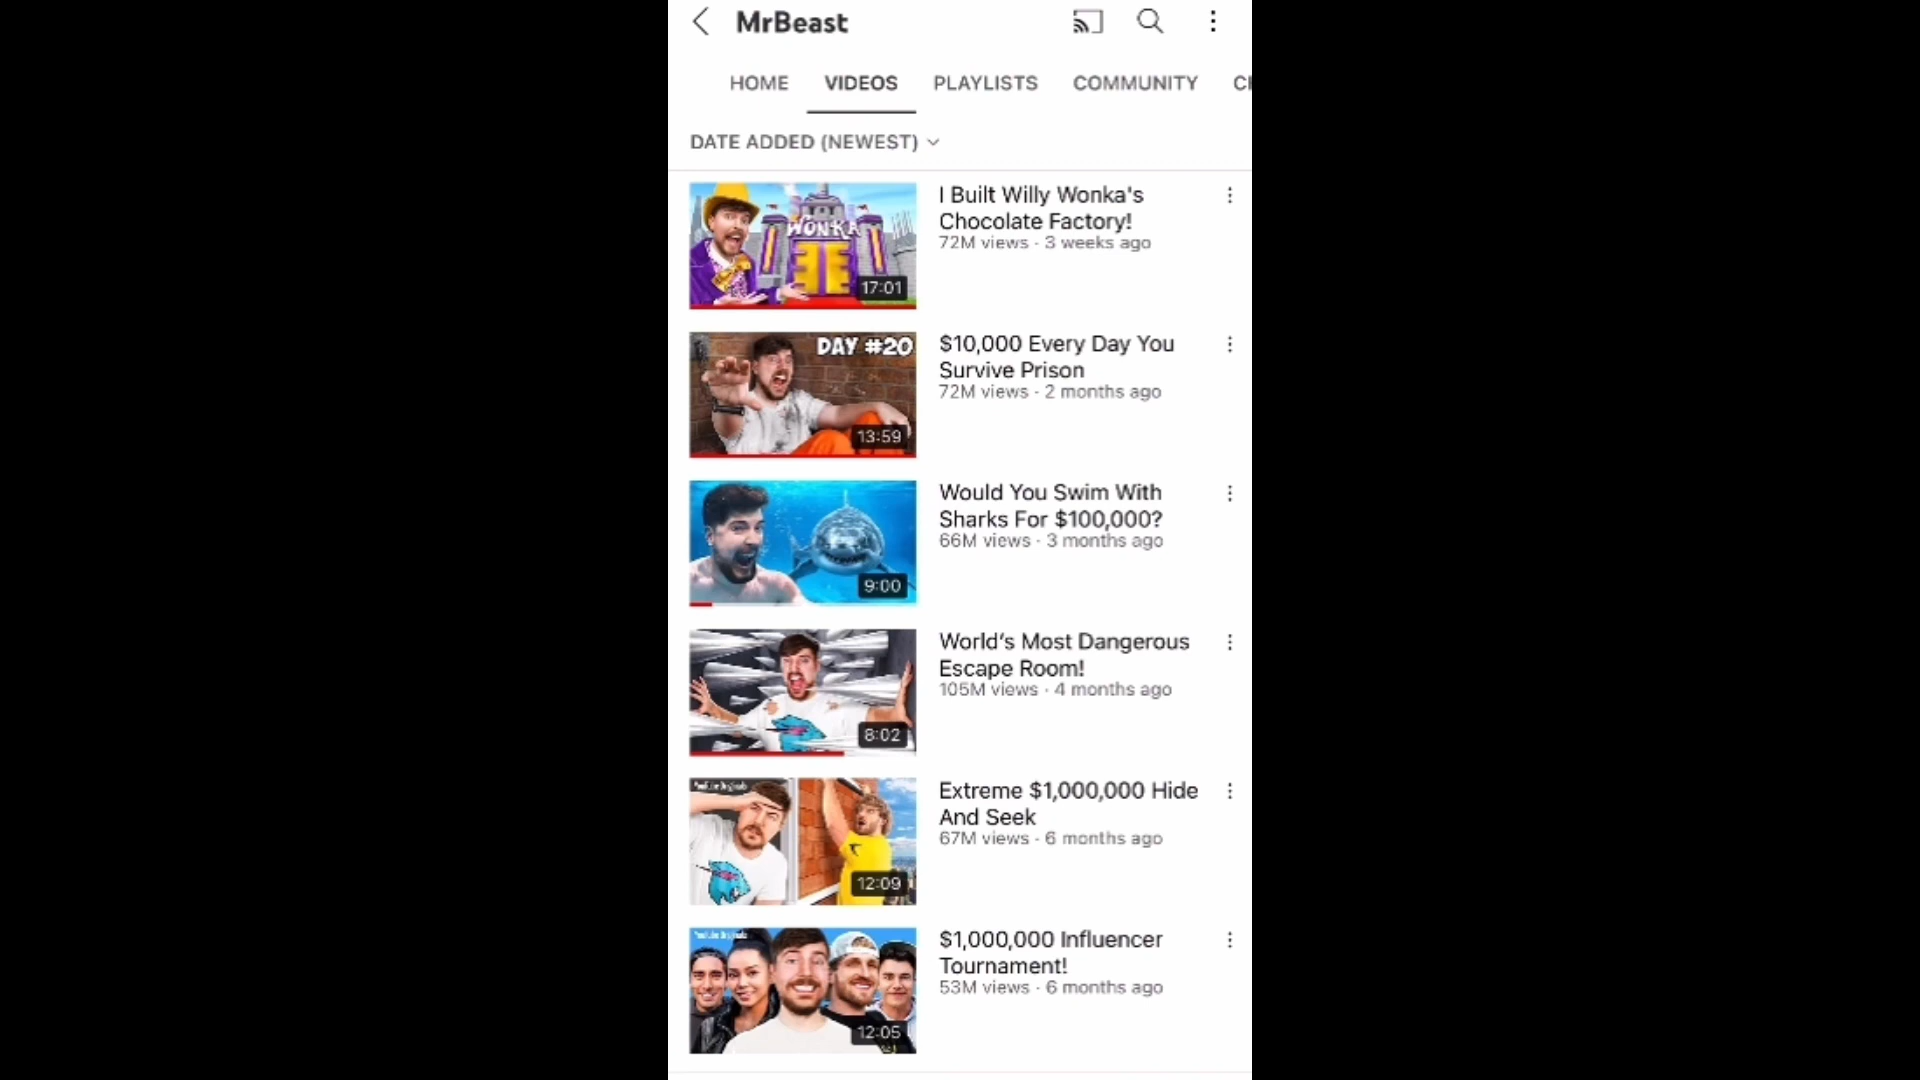 MrBeast
HOME VIDEOS PLAYLISTS COMMUNITY
DATE ADDED (NEWEST)
WONKA
17:01
I Built Willy Wonka's
Chocolate Factory!
72M views · 3 weeks ago
DAY #20
13:59
$10,000 Every Day You
Survive Prison
72M views · 2 months ago
9:00
Would You Swim With
Sharks For $100,000?
66M views · 3 months ago
8:02
World's Most Dangerous
Escape Room!
105M views · 4 months ago
YouTube Originals
12:09
Extreme $1,000,000 Hide
And Seek
67M views · 6 months ago
YouTube Originals
12:05
$1,000,000 Influencer
Tournament!
53M views · 6 months ago